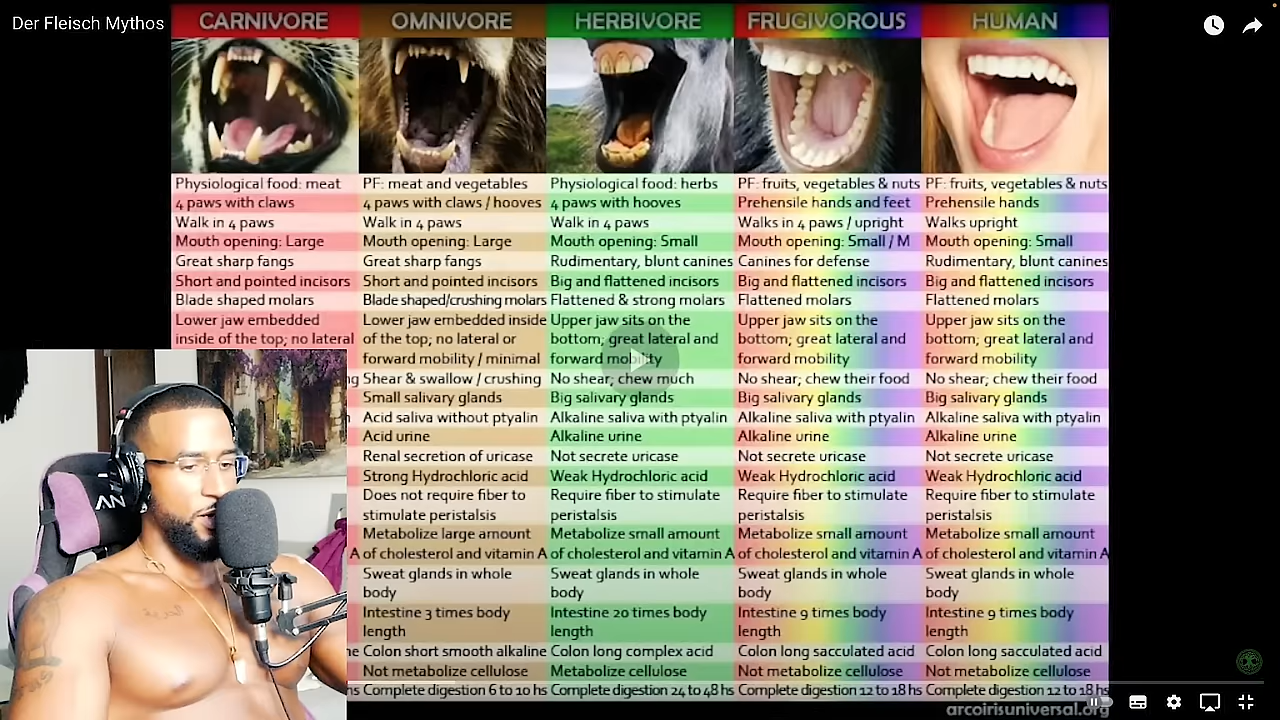 Der Fleisch Mythos
CARNIVORE OMNIVORE HERBIVORE FRUGIVOROUS HUMAN
Physiological food: meat PF: meat and vegetables Physiological food: herbs PF: fruits, vegetables & nuts PF: fruits, vegetables & nuts
4 paws with claws 4 paws with claws / hooves 4 paws with hooves Prehensile hands and feet Prehensile hands
Walk in 4 paws Walk in 4 paws Walk in 4 paws Walks in 4 paws / upright Walks upright
Mouth opening: Large Mouth opening: Large Mouth opening: Small Mouth opening: Small / M Mouth opening: Small
Great sharp fangs Great sharp fangs Rudimentary, blunt canines Canines for defense Rudimentary, blunt canines
Short and pointed incisors Short and pointed incisors Big and flattened incisors Big and flattened incisors Big and flattened incisors
Blade shaped molars Blade shaped/crushing molars Flattened & strong molars Flattened molars Flattened molars
Lower jaw embedded Lower jaw embedded inside Upper jaw sits on the Upper jaw sits on the Upper jaw sits on the
inside of the top; no lateral of the top; no lateral or bottom; great lateral and bottom; great lateral and bottom; great lateral and
forward mobility / minimal forward mobility forward mobility forward mobility
Shear & swallow / crushing No shear; chew much No shear; chew their food No shear; chew their food
Small salivary glands Big salivary glands Big salivary glands Big salivary glands
Acid saliva without ptyalin Alkaline saliva with ptyalin Alkaline saliva with ptyalin Alkaline saliva with ptyalin
Acid urine Alkaline urine Alkaline urine Alkaline urine
Renal secretion of uricase Not secrete uricase Not secrete uricase Not secrete uricase
Strong Hydrochloric acid Weak Hydrochloric acid Weak Hydrochloric acid Weak Hydrochloric acid
Does not require fiber to Require fiber to stimulate Require fiber to stimulate Require fiber to stimulate
stimulate peristalsis peristalsis peristalsis peristalsis
Metabolize large amount Metabolize small amount Metabolize small amount Metabolize small amount
A of cholesterol and vitamin A of cholesterol and vitamin A of cholesterol and vitamin A of cholesterol and vitamin A
Sweat glands in whole Sweat glands in whole Sweat glands in whole Sweat glands in whole
body body body body
Intestine 3 times body Intestine 20 times body Intestine 9 times body Intestine 9 times body
length length length length
Colon short smooth alkaline Colon long complex acid Colon long sacculated acid Colon long sacculated acid
Not metabolize cellulose Metabolize cellulose Not metabolize cellulose Not metabolize cellulose
hs Complete digestion 6 to 10 hs Complete digestion 24 to 48 hs Complete digestion 12 to 18 hs Complete digestion 12 to 18 hs
arcoirisuniversal.org
AN